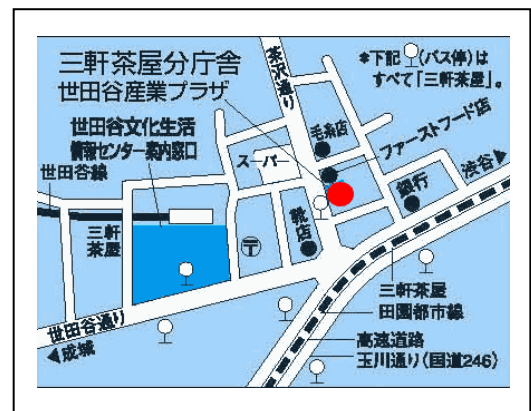 三軒茶屋分庁舎
世田谷産業プラザ
茶沢通り
*下記 (バス停)は
すべて「三軒茶屋」。
世田谷文化生活
情報センター案内窓口
世田谷線
毛糸店
ファーストフード店
スーパー
銀行
渋谷
三軒
茶屋
〒
靴店
三軒茶屋
田園都市線
世田谷通り
成城
高速道路
玉川通り(国道246)